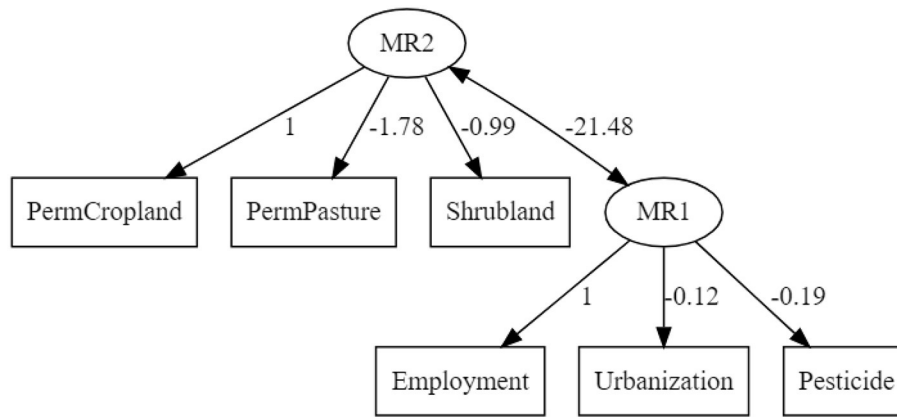 MR2
1
-1.78
-0.99
-21.48
PermCropland
PermPasture
Shrubland
MR1
1
-0.12
-0.19
Employment
Urbanization
Pesticide